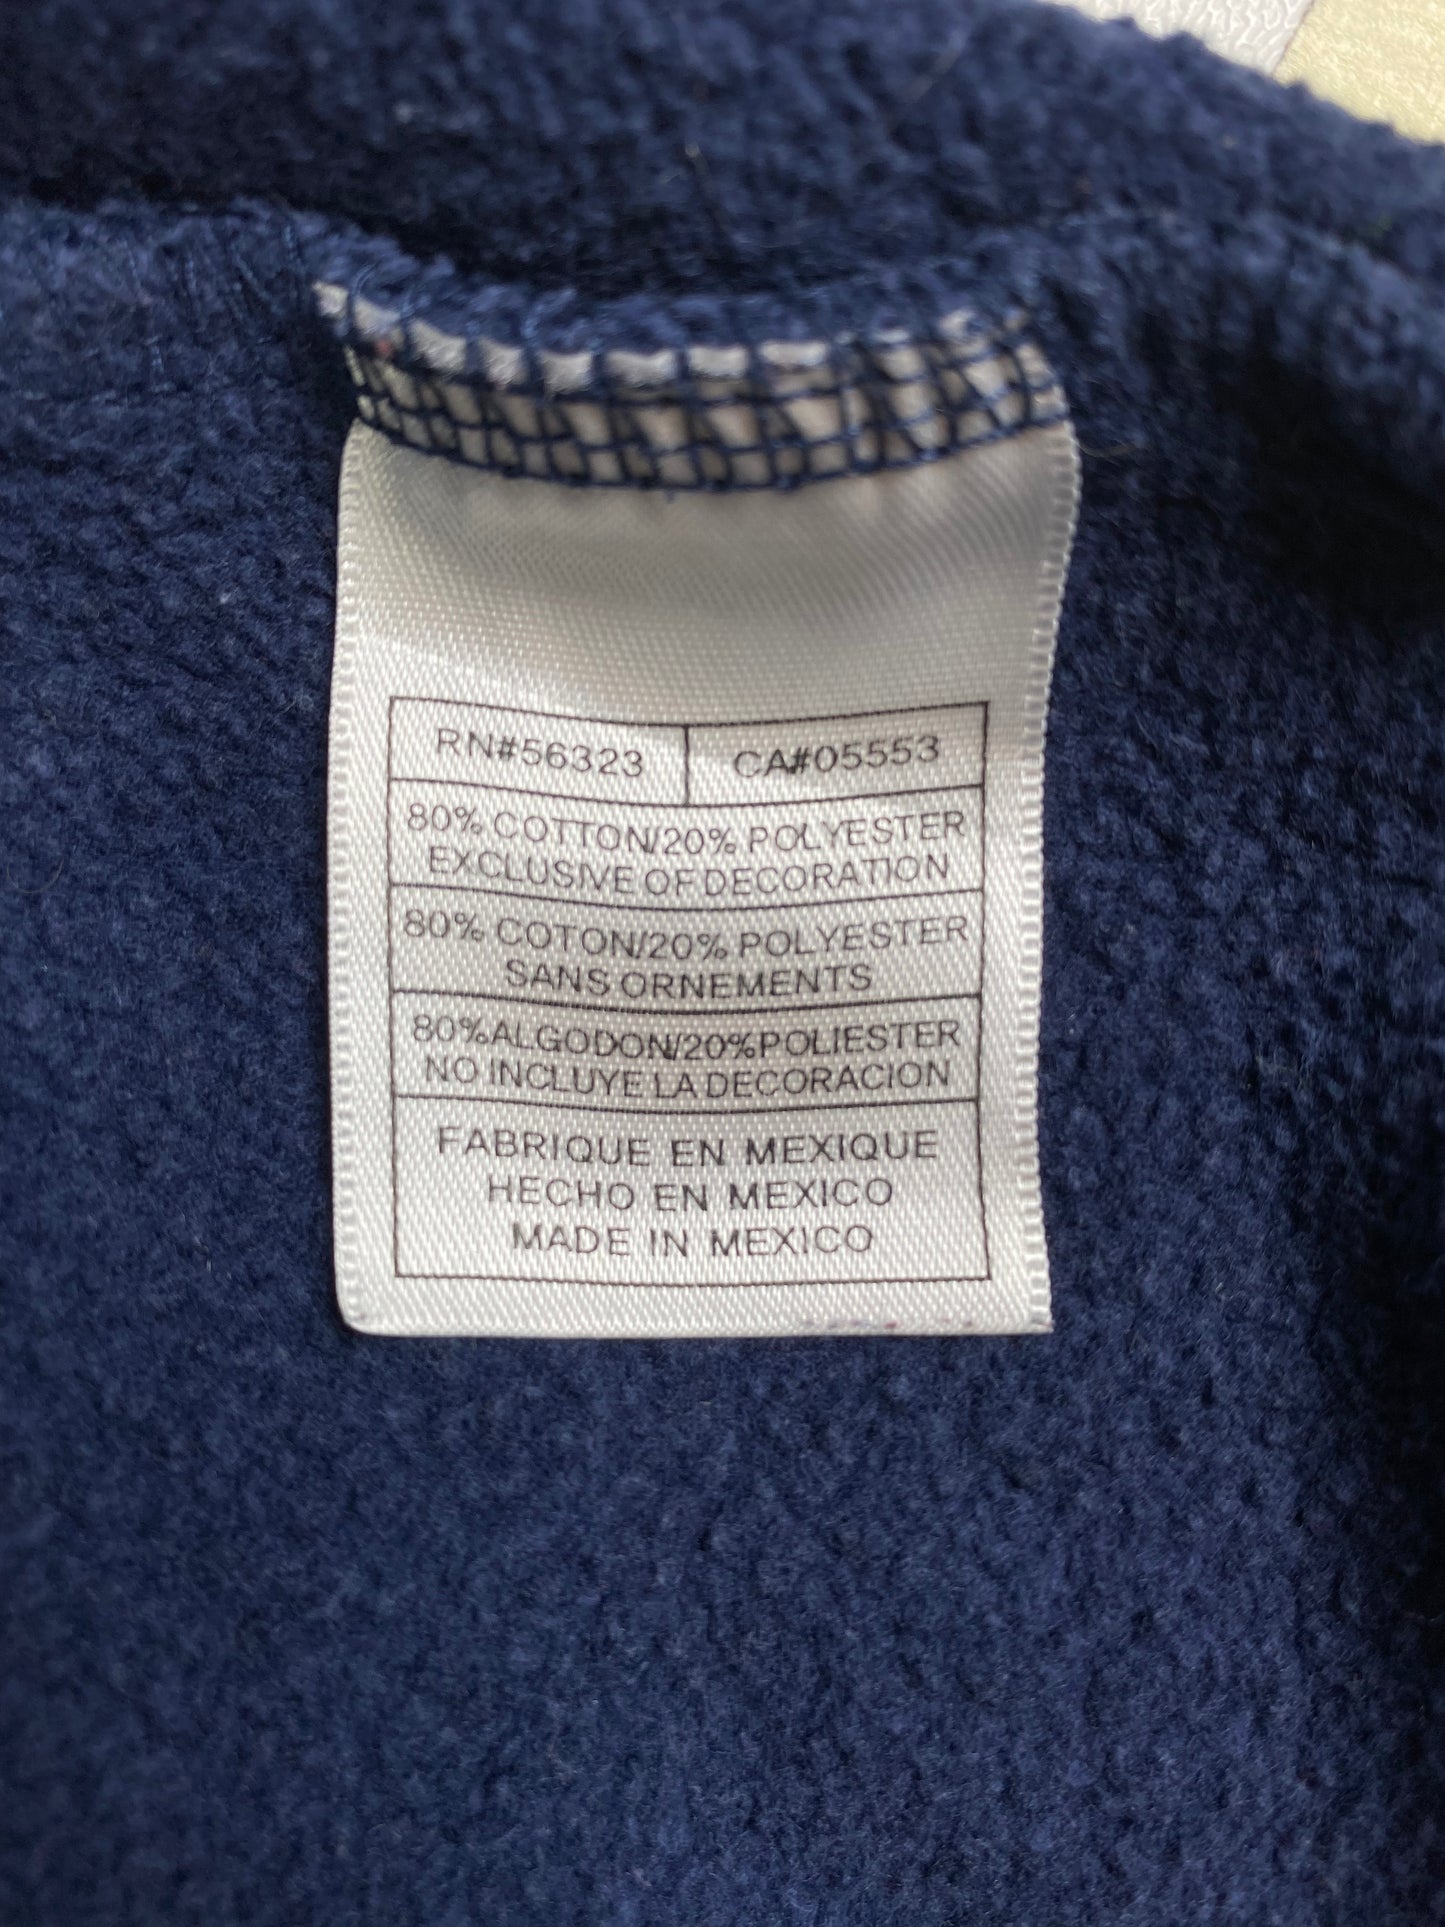 RN#56323 CA#05553
80% COTTON/20% POLYESTER
EXCLUSIVE OF DECORATION
80% COTON/20% POLYESTER
SANS ORNEMENTS
80%ALGODON/20%POLIESTER
NO INCLUYE LA DECORACION
FABRIQUE EN MEXIQUE
HECHO EN MEXICO
MADE IN MEXICO